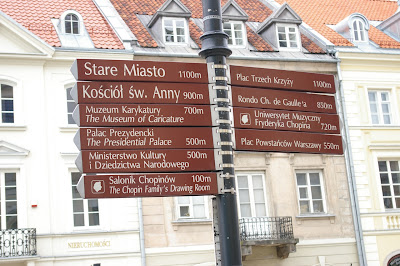 Stare Miasto 1100m
Kościół św. Anny 900m
Muzeum Karykatury 700m
The Museum of Caricature
Pałac Prezydencki 500m
The Presidential Palace
Ministerstwo Kultury 500m
i Dziedzictwa Narodowego
Salonik Chopinów 100m
The Chopin Family's Drawing Room
Plac Trzech Krzyży 1100m
Rondo Ch. de Gaulle'a 850m
Uniwersytet Muzyczny
Fryderyka Chopina 720m
Plac Powstańców Warszawy 550m